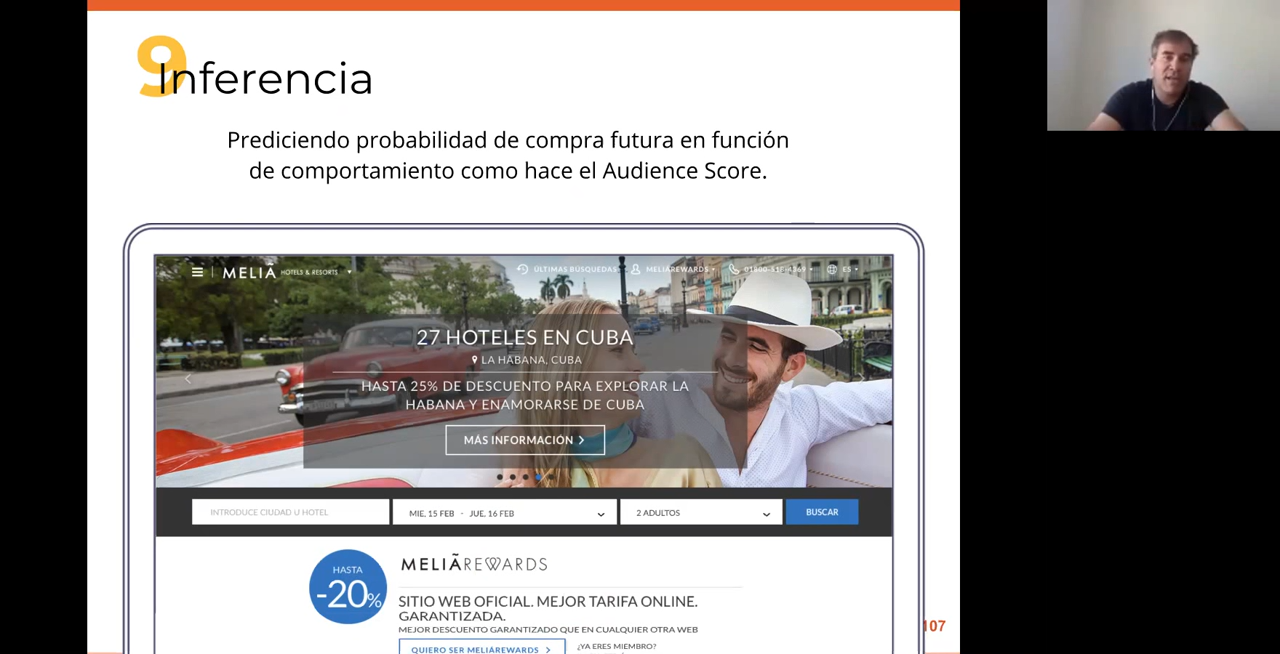 9
Inferencia
Prediciendo probabilidad de compra futura en función
de comportamiento como hace el Audience Score.
MELIÃ HOTELS & RESORTS
ÚLTIMAS BÚSQUEDAS
MELIÁREWARDS
ES
27 HOTELES EN CUBA
LA HABANA, CUBA
HASTA 25% DE DESCUENTO PARA EXPLORAR LA
HABANA Y ENAMORARSE DE CUBA
MÁS INFORMACIÓN
INTRODUCE CIUDAD U HOTEL
MIE, 15 FEB - JUE, 16 FEB
2 ADULTOS
BUSCAR
HASTA
-20%
MELIÃREWARDS
SITIO WEB OFICIAL. MEJOR TARIFA ONLINE.
GARANTIZADA.
MEJOR DESCUENTO GARANTIZADO QUE EN CUALQUIER OTRA WEB
QUIERO SER MELIÁREWARDS
¿YA ERES MIEMBRO?
107